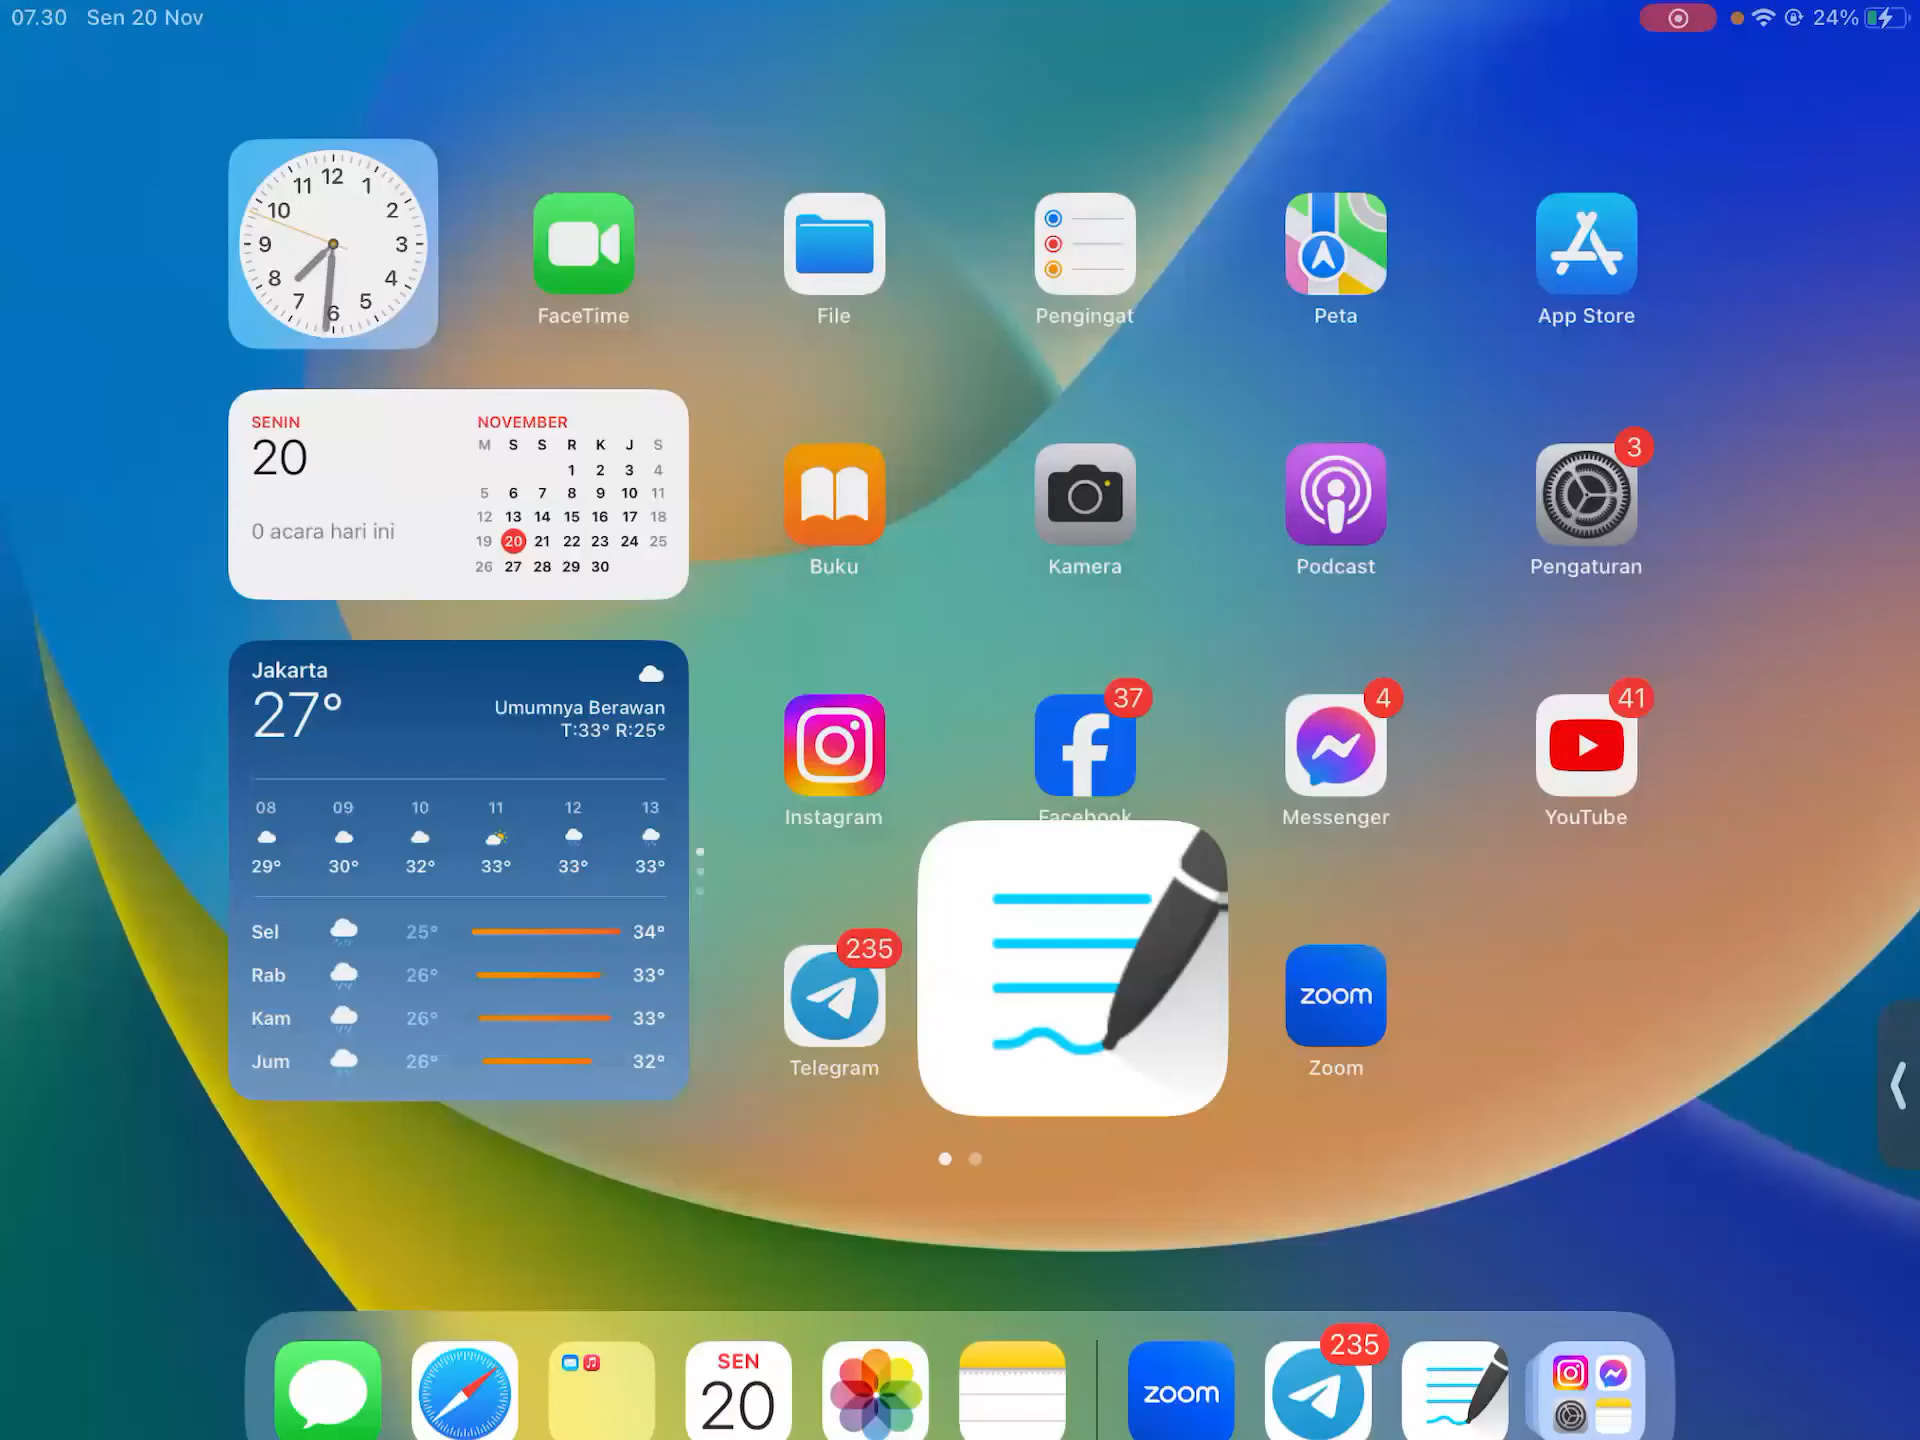 07.30 Sen 20 Nov
24%
12
11 1
10 2
9 3
8 4
7 5
6
FaceTime
File
Pengingat
Peta
App Store
SENIN
20
0 acara hari ini
NOVEMBER
M S S R K J S
1 2 3 4
5 6 7 8 9 10 11
12 13 14 15 16 17 18
19 20 21 22 23 24 25
26 27 28 29 30
Buku
Kamera
Podcast
3
Pengaturan
Jakarta
27°
Umumnya Berawan
T:33° R:25°
08 09 10 11 12 13
29° 30° 32° 33° 33° 33°
Sel 25° 34°
Rab 26° 33°
Kam 26° 33°
Jum 26° 32°
Instagram
37
Facebook
4
Messenger
41
YouTube
235
Telegram
zoom
Zoom
SEN
20
zoom
235